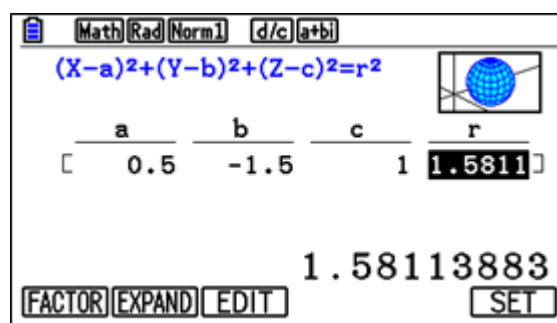 Math Rad Norm1 d/c a+bi
(X-a)²+(Y-b)²+(Z-c)²=r²
a b c r
[ 0.5 -1.5 1 1.5811 ]
1.58113883
FACTOR EXPAND EDIT SET